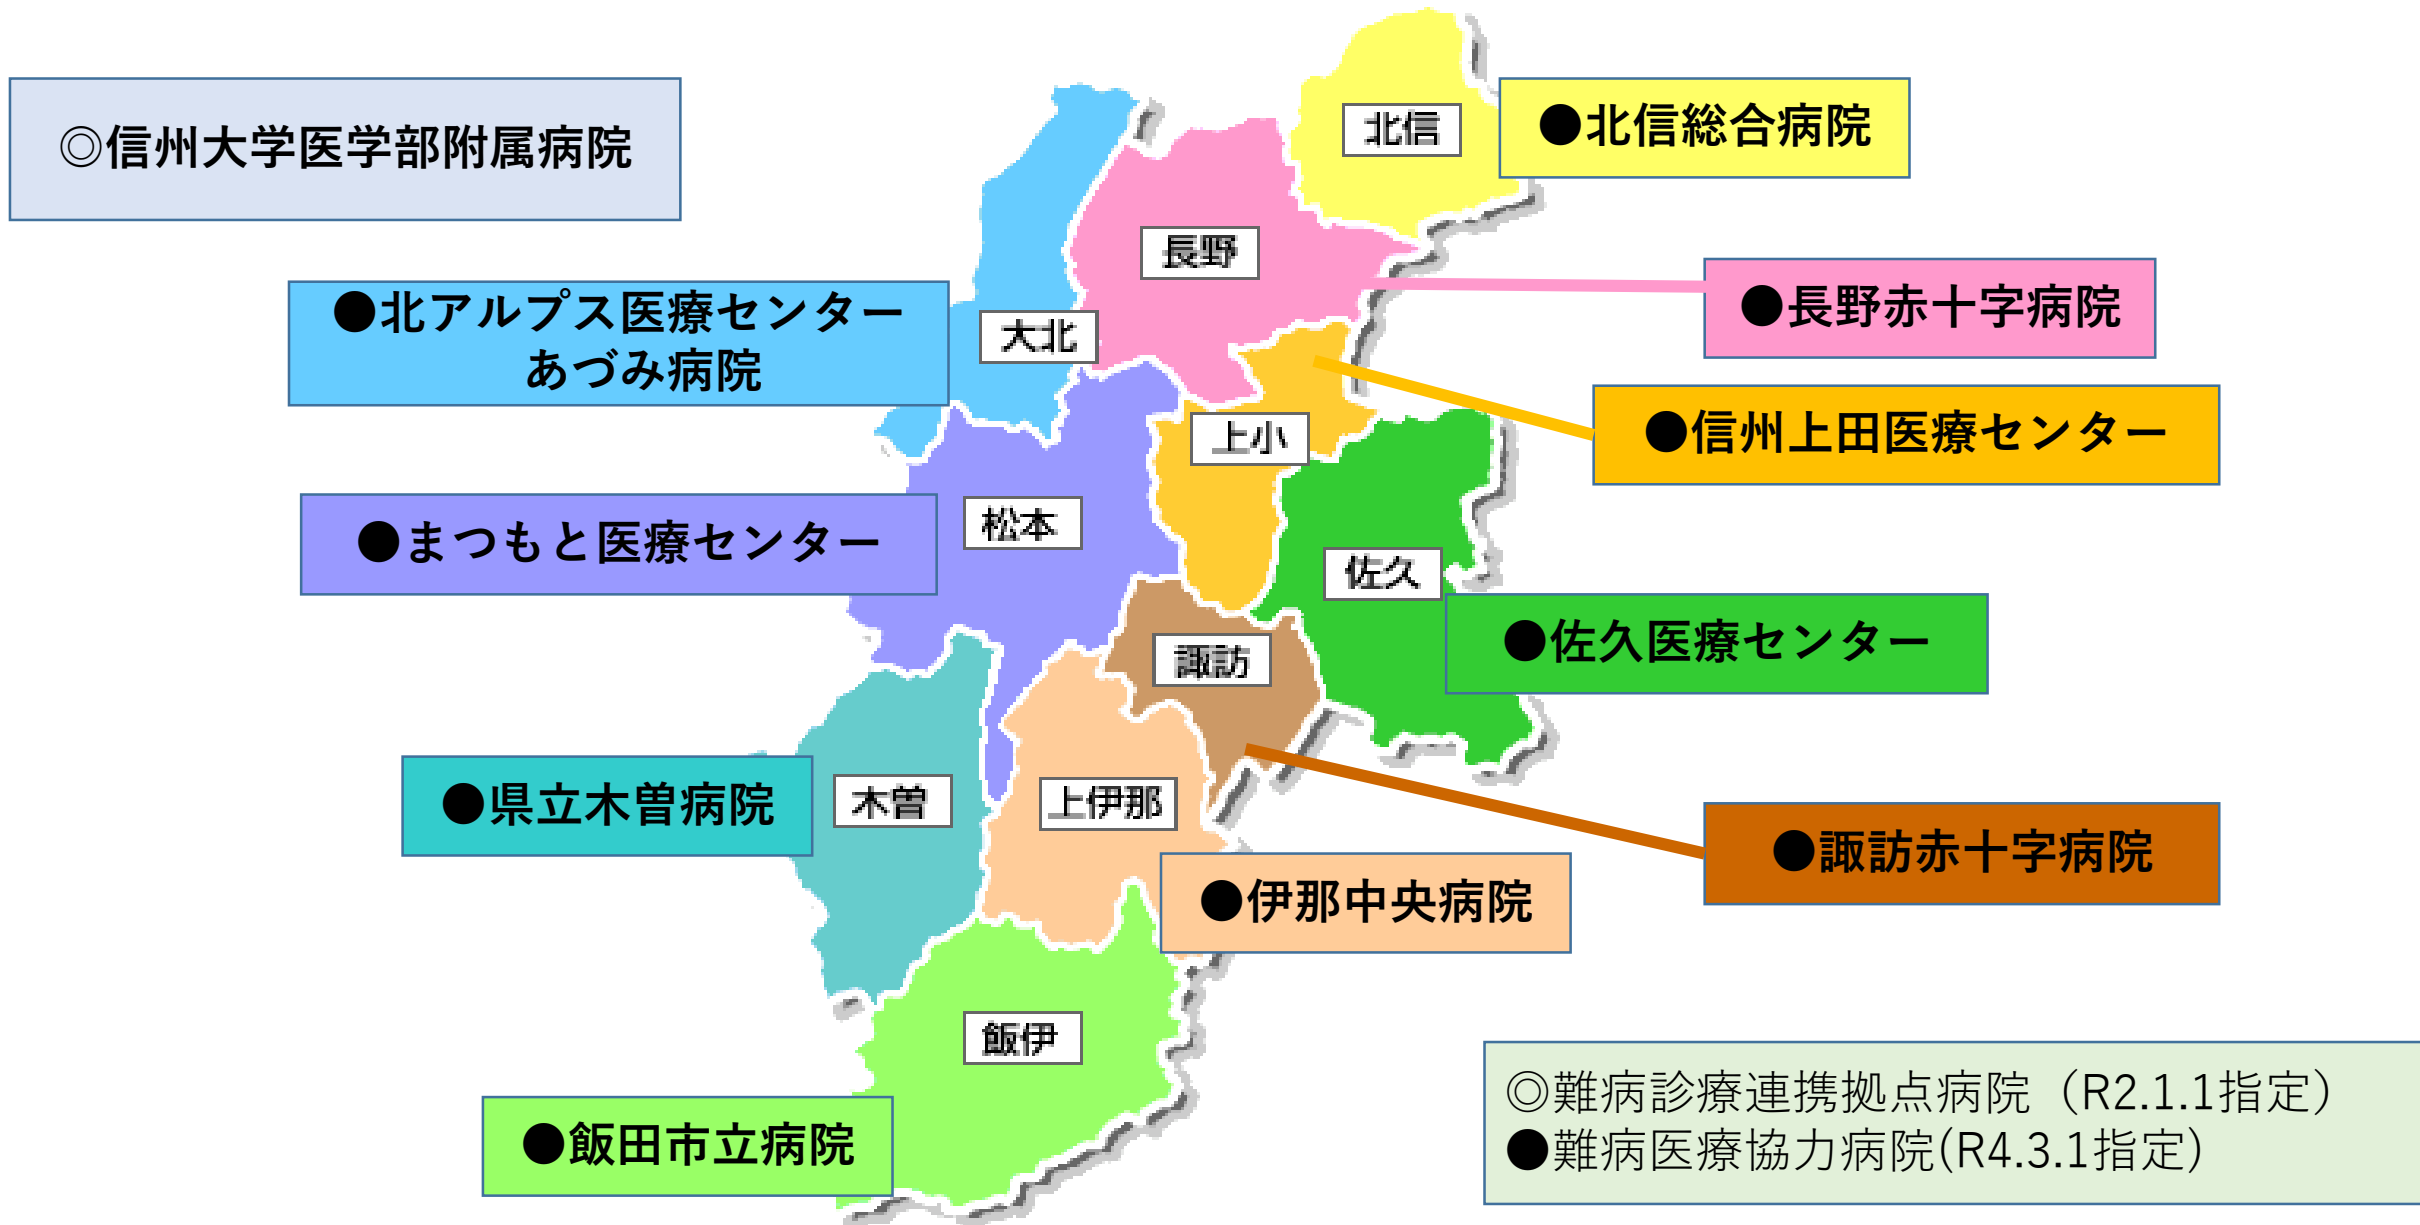 ◎信州大学医学部附属病院
北信
●北信総合病院
長野
●長野赤十字病院
●北アルプス医療センター
あづみ病院
大北
上小
●信州上田医療センター
松本
●まつもと医療センター
佐久
●佐久医療センター
諏訪
●諏訪赤十字病院
●県立木曽病院
木曽
上伊那
●伊那中央病院
飯伊
●飯田市立病院
◎難病診療連携拠点病院（R2.1.1指定）
●難病医療協力病院(R4.3.1指定)